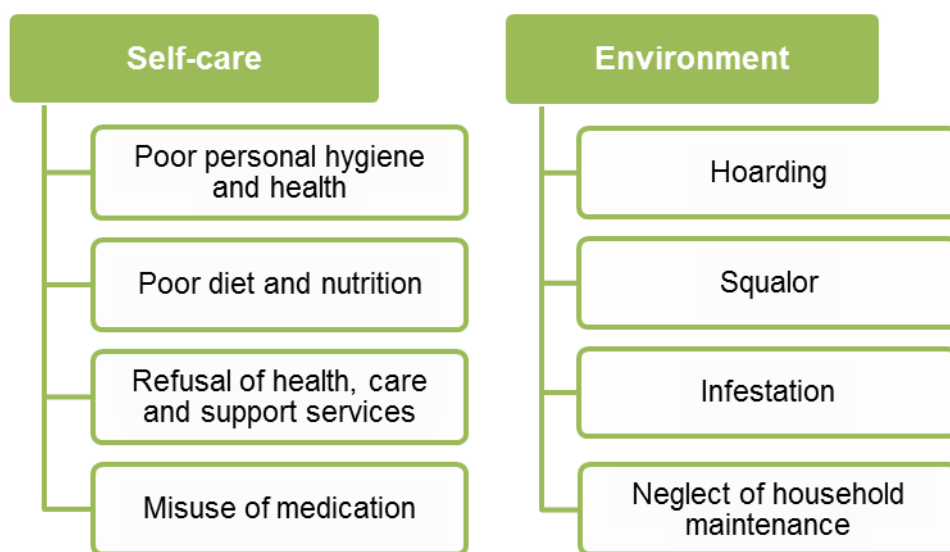 Self-care
Poor personal hygiene
and health
Poor diet and nutrition
Refusal of health, care
and support services
Misuse of medication
Environment
Hoarding
Squalor
Infestation
Neglect of household
maintenance